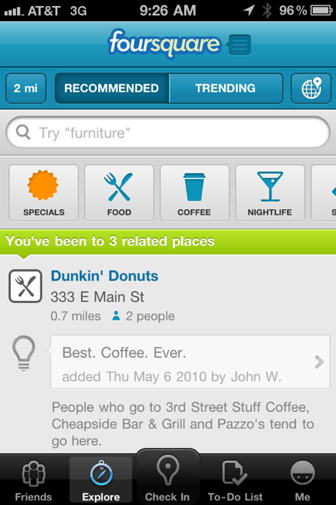 AT&T 3G 9:26 AM 96%
foursquare
2 mi RECOMMENDED TRENDING
Try "furniture"
SPECIALS FOOD COFFEE NIGHTLIFE S
You've been to 3 related places
Dunkin' Donuts
333 E Main St
0.7 miles 2 people
Best. Coffee. Ever.
added Thu May 6 2010 by John W.
People who go to 3rd Street Stuff Coffee,
Cheapside Bar & Grill and Pazzo's tend to
go here.
Friends Explore Check In To-Do List Me